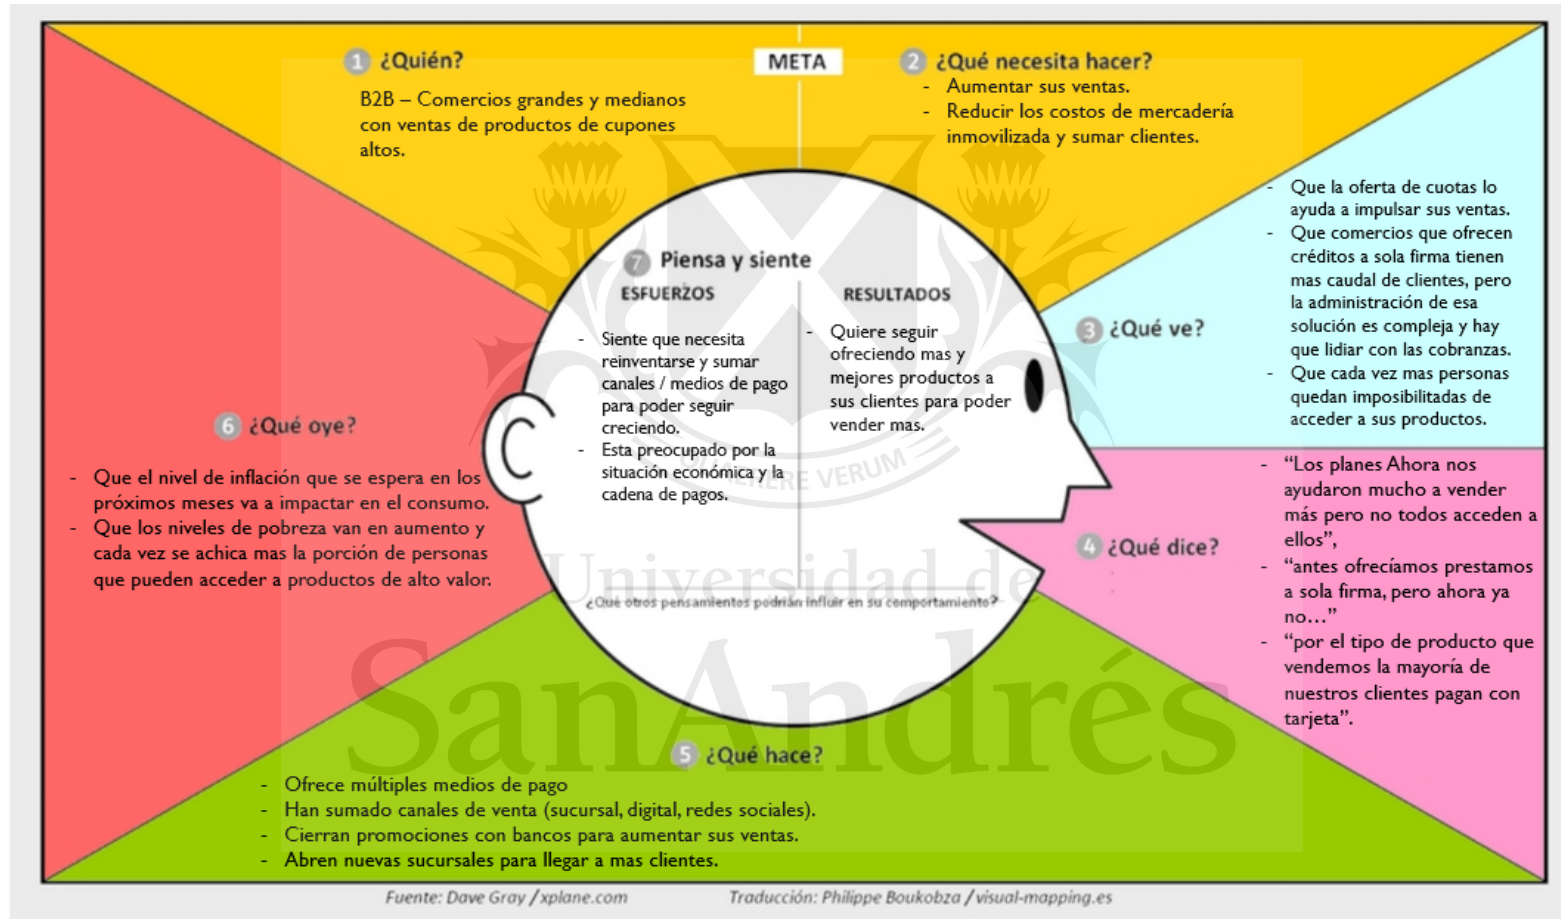 1 ¿Quién?
B2B – Comercios grandes y medianos
con ventas de productos de cupones
altos.
META
2 ¿Qué necesita hacer?
- Aumentar sus ventas.
- Reducir los costos de mercadería
inmovilizada y sumar clientes.
3 ¿Qué ve?
- Que la oferta de cuotas lo
ayuda a impulsar sus ventas.
- Que comercios que ofrecen
créditos a sola firma tienen
mas caudal de clientes, pero
la administración de esa
solución es compleja y hay
que lidiar con las cobranzas.
- Que cada vez mas personas
quedan imposibilitadas de
acceder a sus productos.
4 ¿Qué dice?
- “Los planes Ahora nos
ayudaron mucho a vender
más pero no todos acceden a
ellos”,
- “antes ofrecíamos prestamos
a sola firma, pero ahora ya
no…”
- “por el tipo de producto que
vendemos la mayoría de
nuestros clientes pagan con
tarjeta”.
5 ¿Qué hace?
- Ofrece múltiples medios de pago
- Han sumado canales de venta (sucursal, digital, redes sociales).
- Cierran promociones con bancos para aumentar sus ventas.
- Abren nuevas sucursales para llegar a mas clientes.
6 ¿Qué oye?
- Que el nivel de inflación que se espera en los
próximos meses va a impactar en el consumo.
- Que los niveles de pobreza van en aumento y
cada vez se achica mas la porción de personas
que pueden acceder a productos de alto valor.
7 Piensa y siente
ESFUERZOS
- Siente que necesita
reinventarse y sumar
canales / medios de pago
para poder seguir
creciendo.
- Esta preocupado por la
situación económica y la
cadena de pagos.
RESULTADOS
- Quiere seguir
ofreciendo mas y
mejores productos a
sus clientes para poder
vender mas.
¿Qué otros pensamientos podrián influir en su comportamiento?
QUAERERE VERUM
Universidad de
SanAndrés
Fuente: Dave Gray / xplane.com
Traducción: Philippe Boukobza / visual-mapping.es